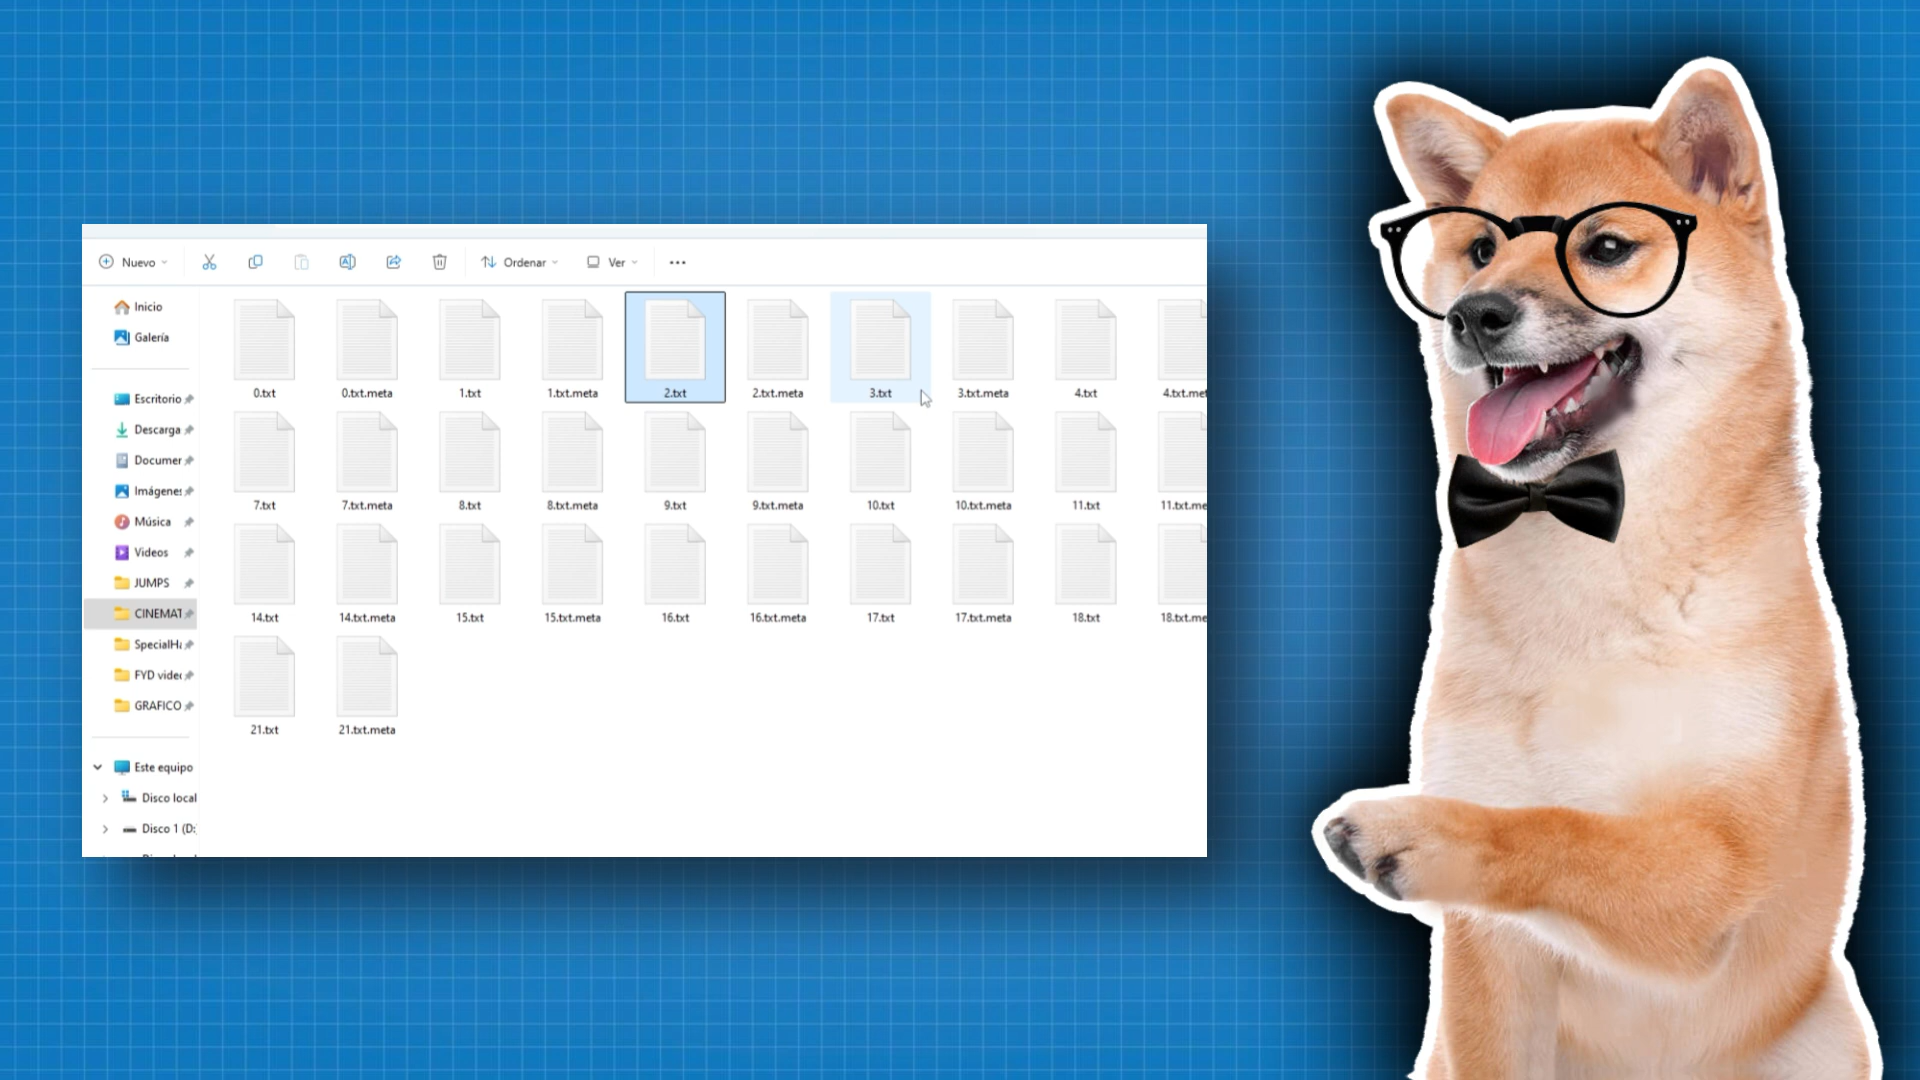 Nuevo
Ordenar
Ver
Inicio
Galería
Escritorio
Descarga
Documer
Imágene
Música
Videos
JUMPS
CINEMAT
SpecialH
FYD vide
GRAFICO
Este equipo
Disco local
Disco 1 (D:
0.txt 0.txt.meta 1.txt 1.txt.meta 2.txt 2.txt.meta 3.txt 3.txt.meta 4.txt 4.txt.met
7.txt 7.txt.meta 8.txt 8.txt.meta 9.txt 9.txt.meta 10.txt 10.txt.meta 11.txt 11.txt.me
14.txt 14.txt.meta 15.txt 15.txt.meta 16.txt 16.txt.meta 17.txt 17.txt.meta 18.txt 18.txt.me
21.txt 21.txt.meta